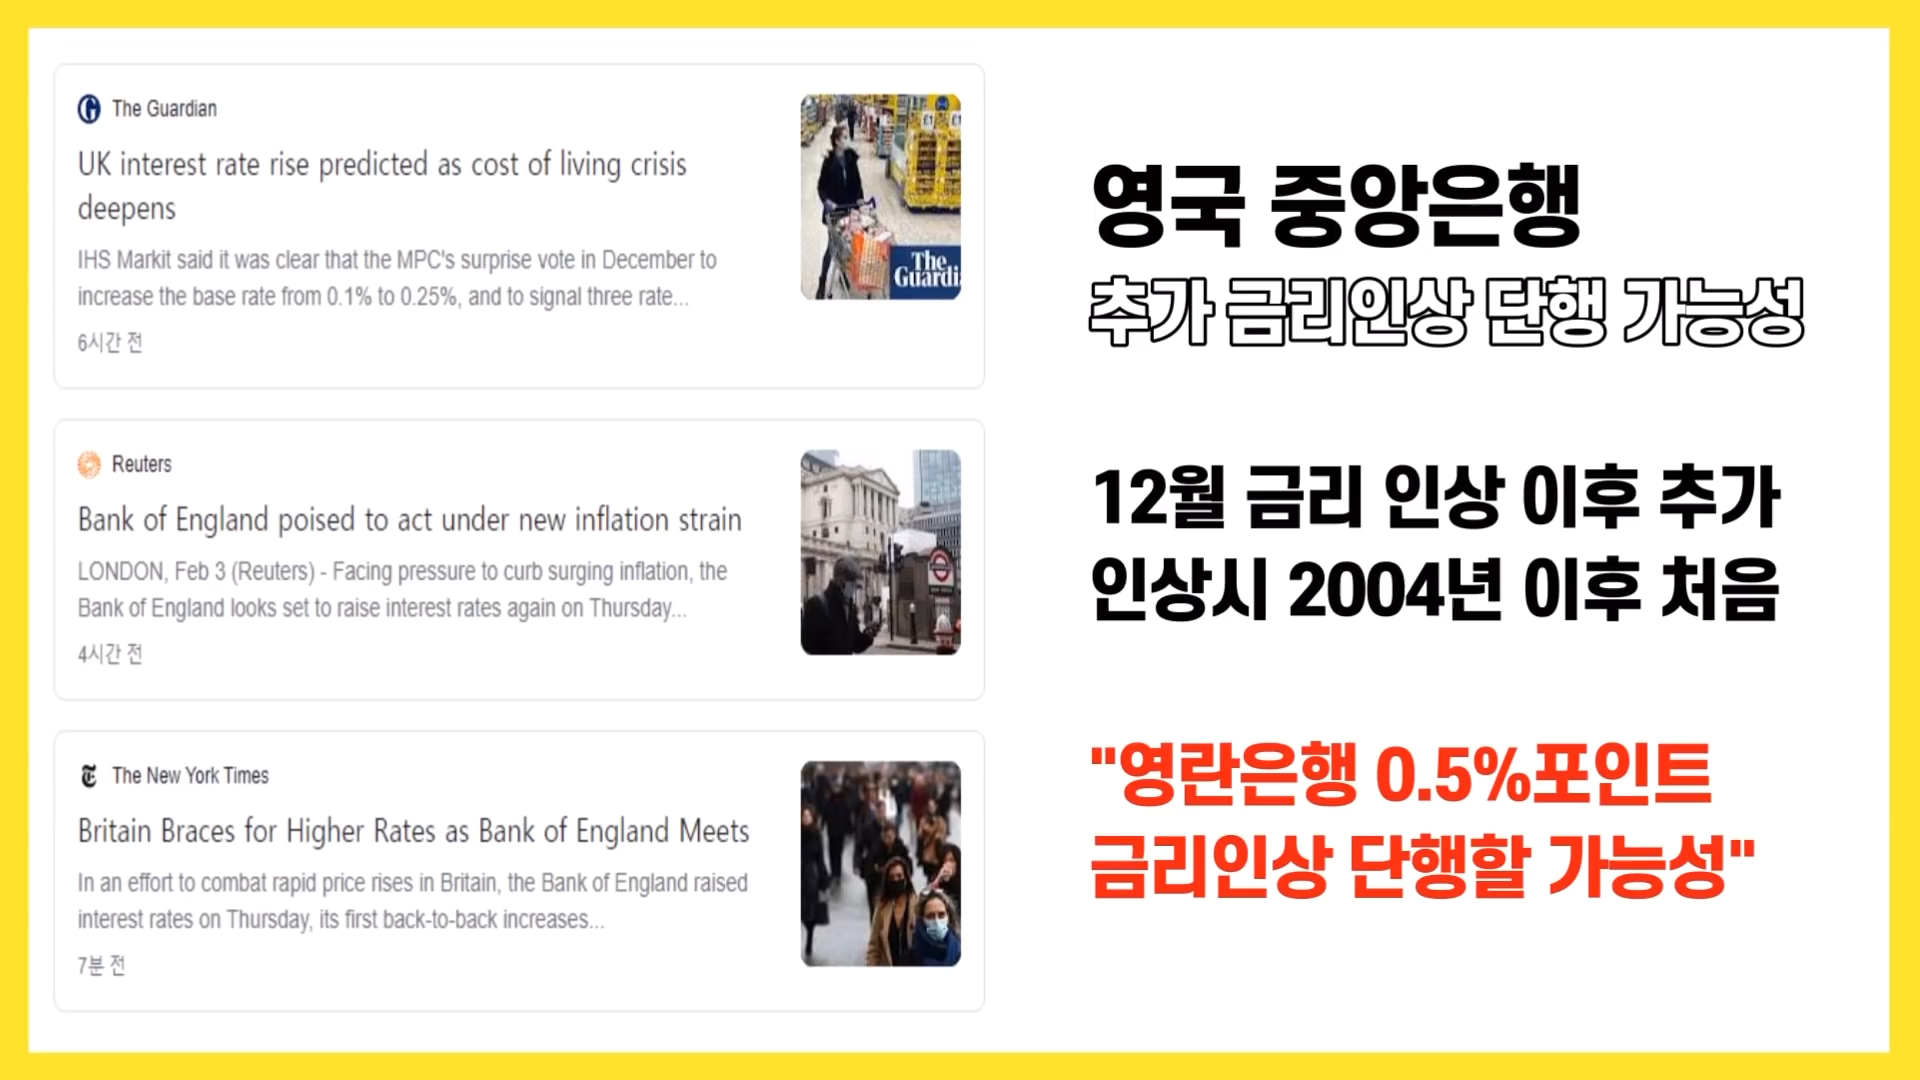 The Guardian
UK interest rate rise predicted as cost of living crisis
deepens
IHS Markit said it was clear that the MPC's surprise vote in December to
increase the base rate from 0.1% to 0.25%, and to signal three rate...
6시간 전
The
Guardi
Reuters
Bank of England poised to act under new inflation strain
LONDON, Feb 3 (Reuters) - Facing pressure to curb surging inflation, the
Bank of England looks set to raise interest rates again on Thursday...
4시간 전
The New York Times
Britain Braces for Higher Rates as Bank of England Meets
In an effort to combat rapid price rises in Britain, the Bank of England raised
interest rates on Thursday, its first back-to-back increases...
7분 전
영국 중앙은행
추가 금리인상 단행 가능성
12월 금리 인상 이후 추가
인상시 2004년 이후 처음
"영란은행 0.5%포인트
금리인상 단행할 가능성"